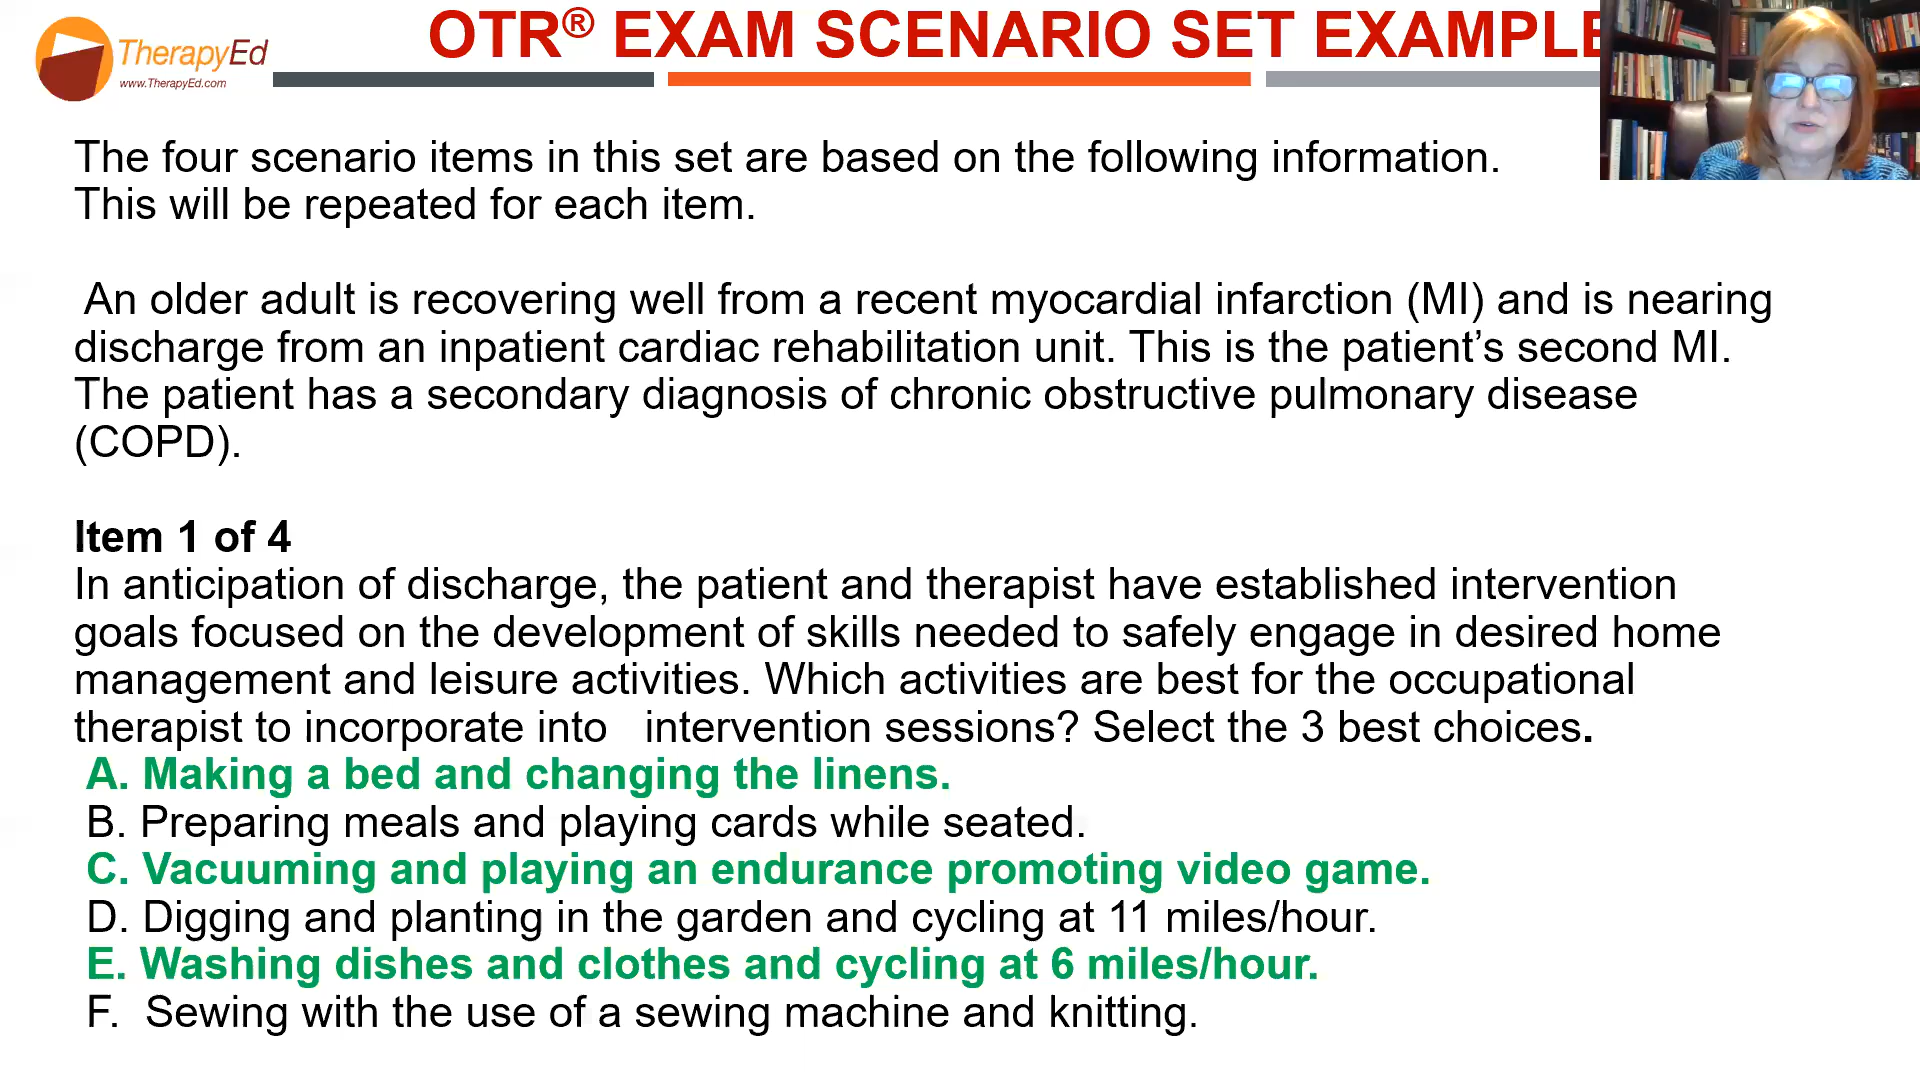 TherapyEd
www.TherapyEd.com
OTR® EXAM SCENARIO SET EXAMPLE
The four scenario items in this set are based on the following information.
This will be repeated for each item.
An older adult is recovering well from a recent myocardial infarction (MI) and is nearing
discharge from an inpatient cardiac rehabilitation unit. This is the patient’s second MI.
The patient has a secondary diagnosis of chronic obstructive pulmonary disease
(COPD).
Item 1 of 4
In anticipation of discharge, the patient and therapist have established intervention
goals focused on the development of skills needed to safely engage in desired home
management and leisure activities. Which activities are best for the occupational
therapist to incorporate into intervention sessions? Select the 3 best choices.
A. Making a bed and changing the linens.
B. Preparing meals and playing cards while seated.
C. Vacuuming and playing an endurance promoting video game.
D. Digging and planting in the garden and cycling at 11 miles/hour.
E. Washing dishes and clothes and cycling at 6 miles/hour.
F. Sewing with the use of a sewing machine and knitting.